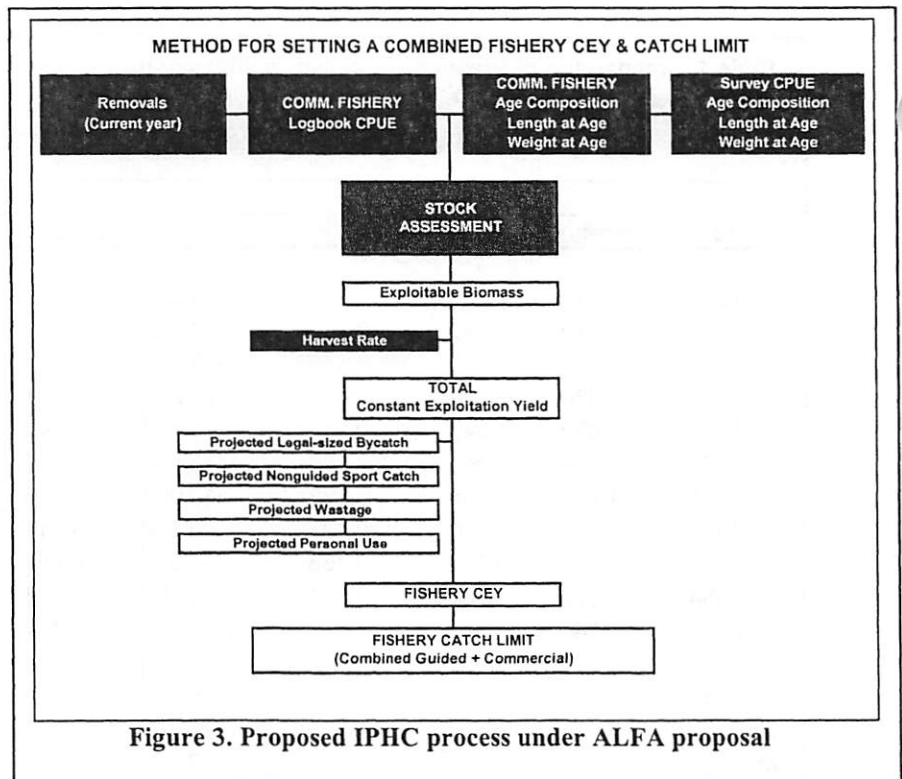 METHOD FOR SETTING A COMBINED FISHERY CEY & CATCH LIMIT
Removals
(Current year)
COMM. FISHERY
Logbook CPUE
COMM. FISHERY
Age Composition
Length at Age
Weight at Age
Survey CPUE
Age Composition
Length at Age
Weight at Age
STOCK
ASSESSMENT
Exploitable Biomass
Harvest Rate
TOTAL
Constant Exploitation Yield
Projected Legal-sized Bycatch
Projected Nonguided Sport Catch
Projected Wastage
Projected Personal Use
FISHERY CEY
FISHERY CATCH LIMIT
(Combined Guided + Commercial)
Figure 3. Proposed IPHC process under ALFA proposal